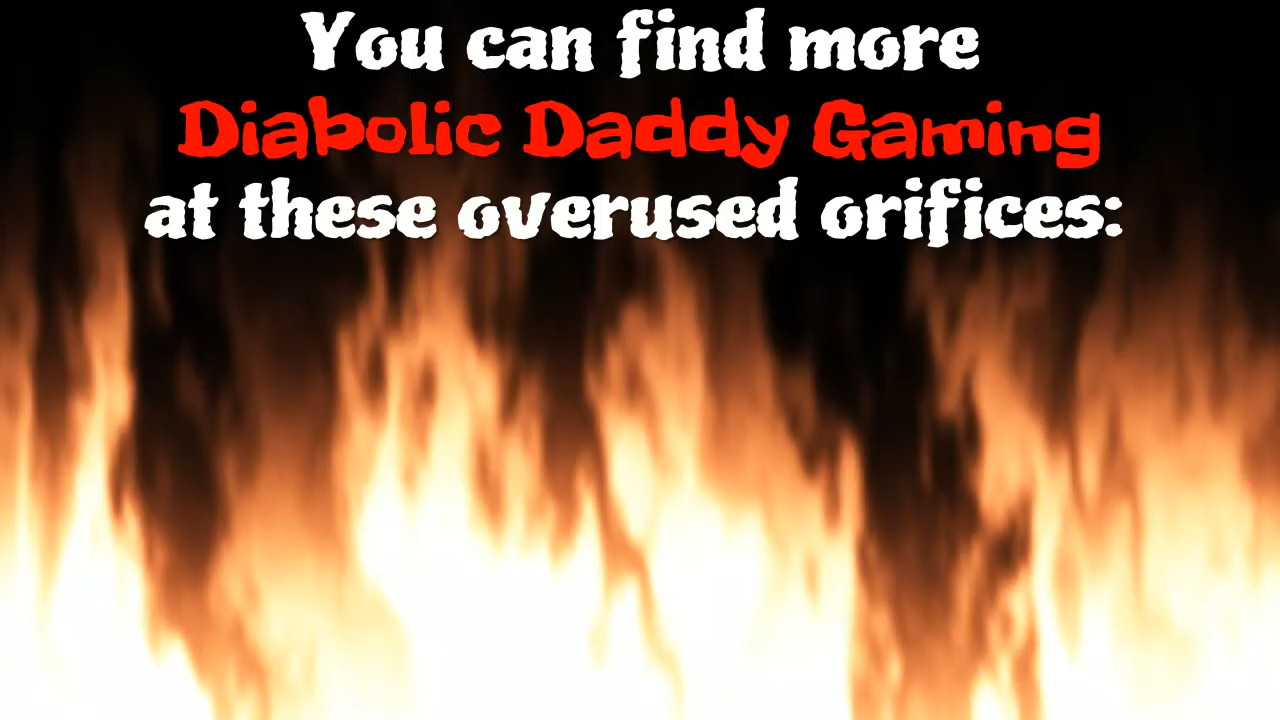 You can find more
Diabolic Daddy Gaming
at these overused orifices: